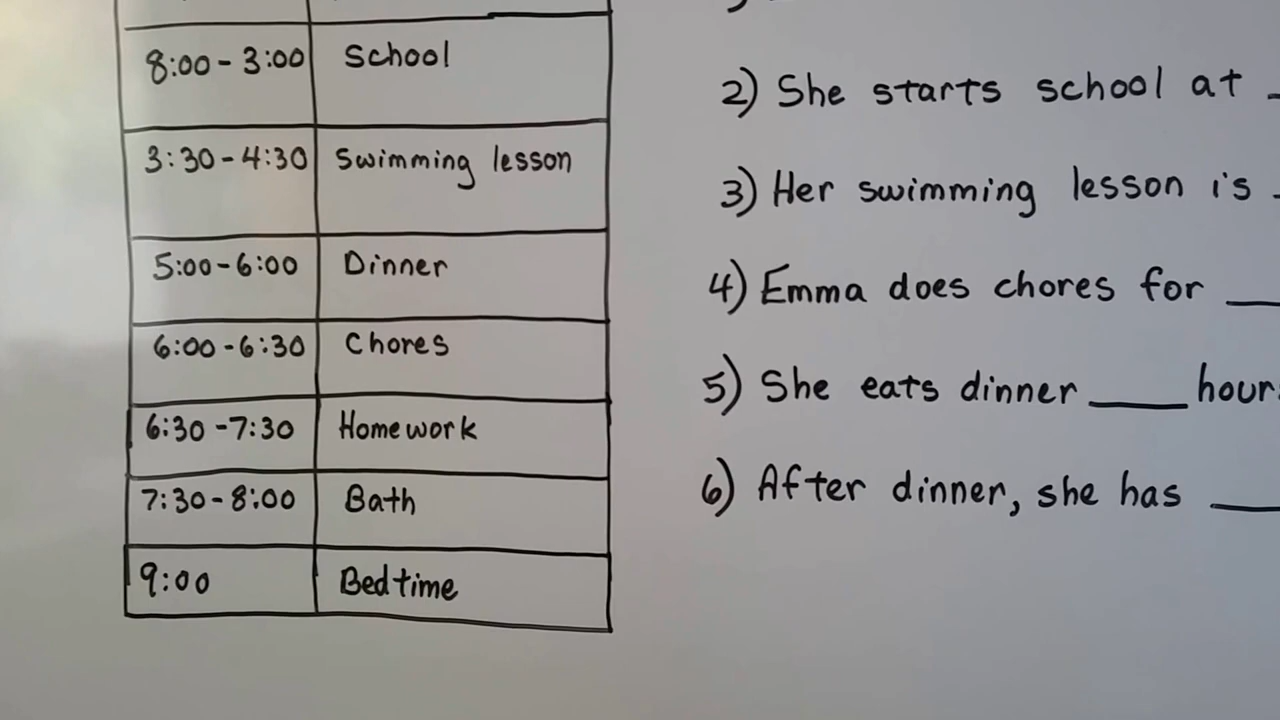 8:00 - 3:00 School
3:30 - 4:30 Swimming lesson
5:00 - 6:00 Dinner
6:00 - 6:30 Chores
6:30 - 7:30 Homework
7:30 - 8:00 Bath
9:00 Bedtime
2) She starts school at
3) Her swimming lesson is
4) Emma does chores for ___
5) She eats dinner ____ hour
6) After dinner, she has ___